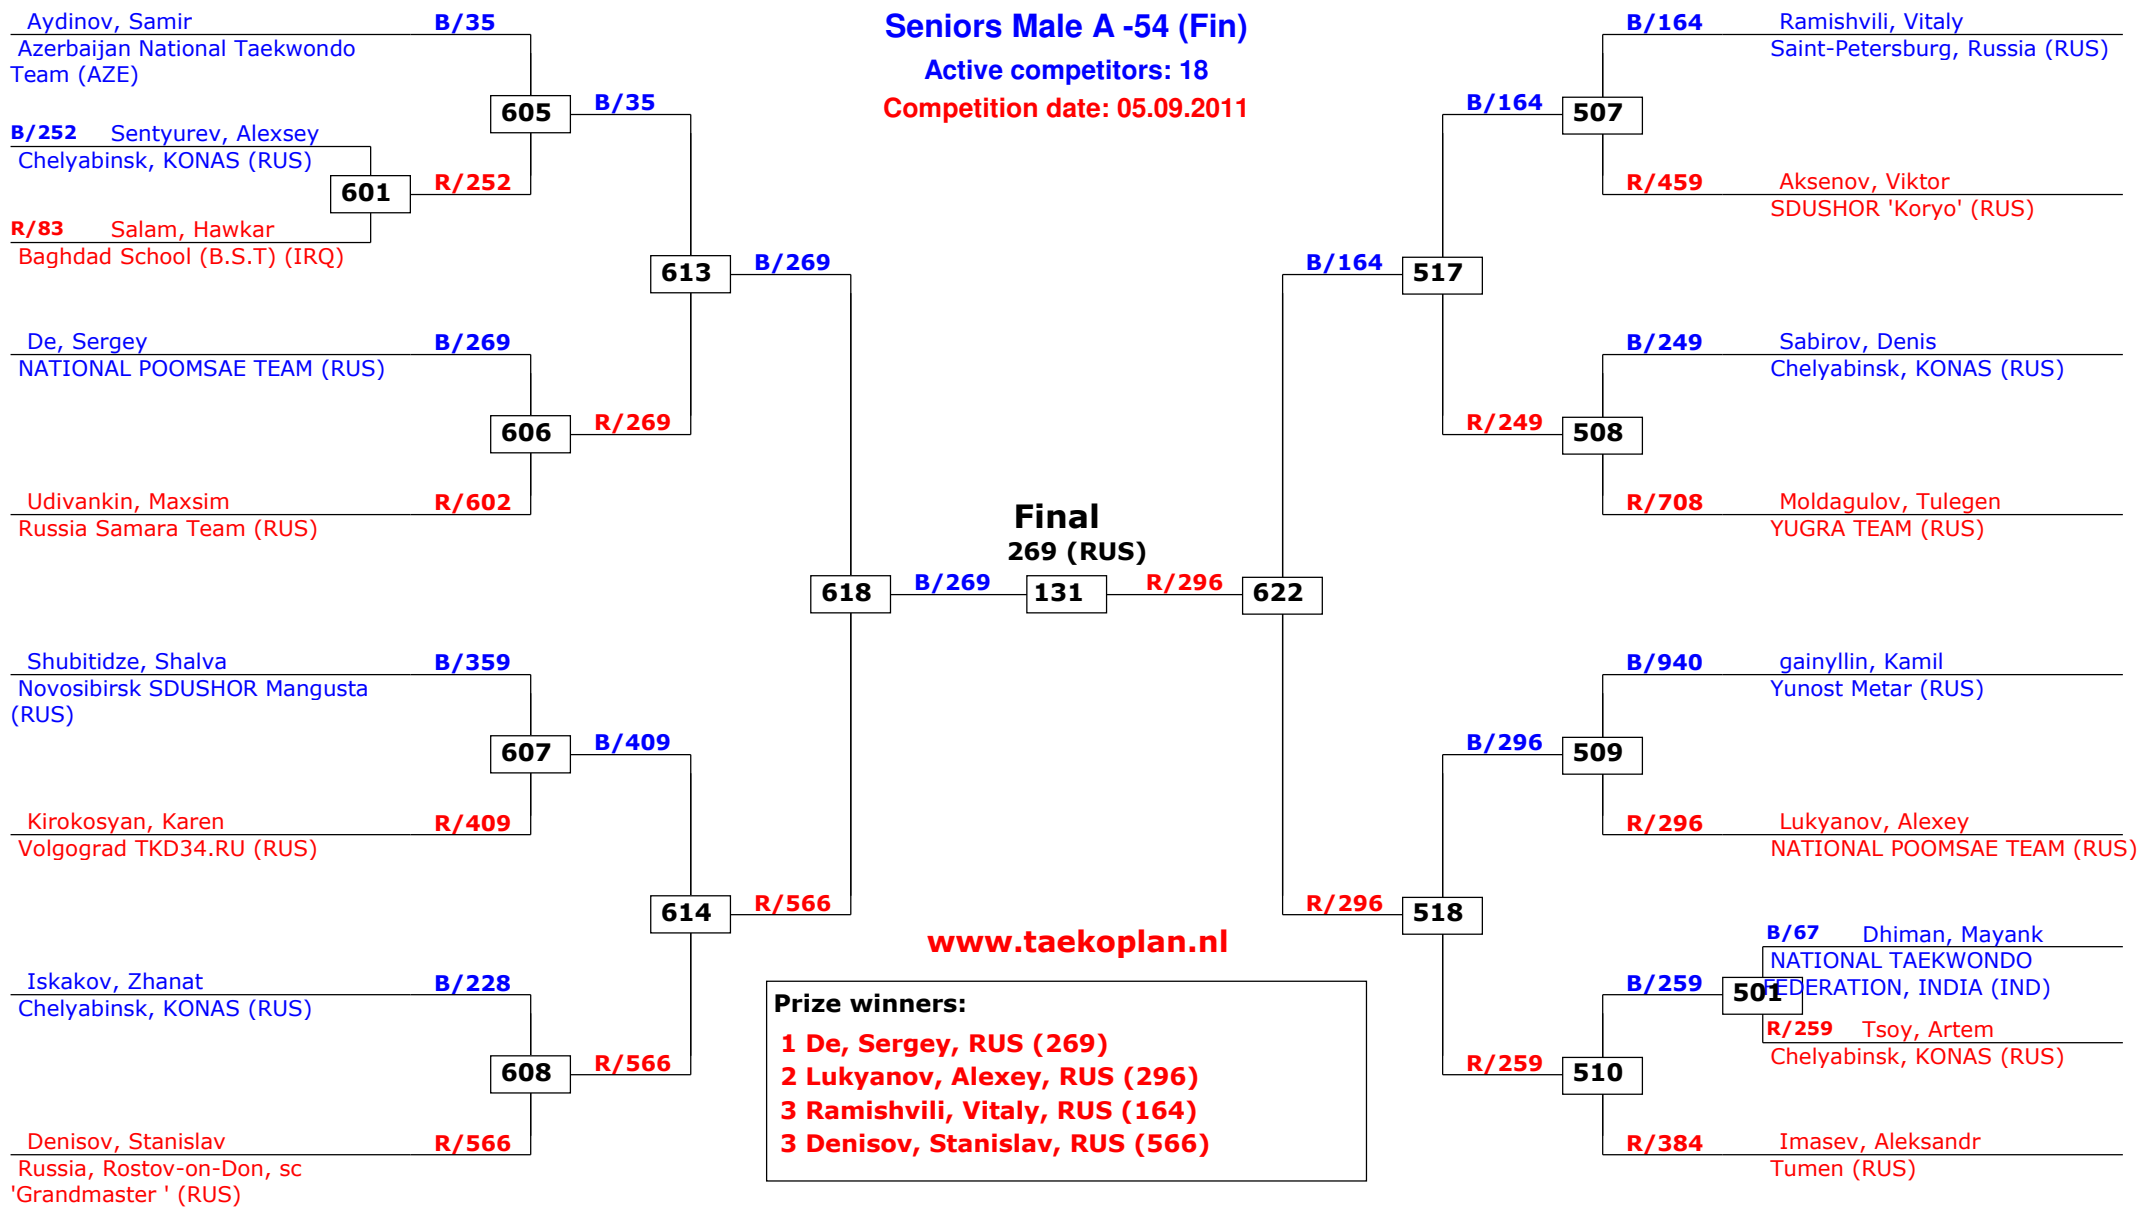 Seniors Male A -54 (Fin)
Active competitors: 18
Competition date: 05.09.2011
Aydinov, Samir
B/35
Azerbaijan National Taekwondo
Team (AZE)
605
B/35
B/252 Sentyurev, Alexsey
Chelyabinsk, KONAS (RUS)
601
R/252
R/83 Salam, Hawkar
Baghdad School (B.S.T) (IRQ)
613
B/269
De, Sergey
B/269
NATIONAL POOMSAE TEAM (RUS)
606
R/269
Udivankin, Maxsim
R/602
Russia Samara Team (RUS)
618
B/269
Shubitidze, Shalva
B/359
Novosibirsk SDUSHOR Mangusta
(RUS)
607
B/409
Kirokosyan, Karen
R/409
Volgograd TKD34.RU (RUS)
614
R/566
Iskakov, Zhanat
B/228
Chelyabinsk, KONAS (RUS)
608
R/566
Denisov, Stanislav
R/566
Russia, Rostov-on-Don, sc
'Grandmaster ' (RUS)
Final
269 (RUS)
131
R/296
622
B/164
Ramishvili, Vitaly
Saint-Petersburg, Russia (RUS)
B/164
507
R/459
Aksenov, Viktor
SDUSHOR 'Koryo' (RUS)
B/164
517
B/249
Sabirov, Denis
Chelyabinsk, KONAS (RUS)
R/249
508
R/708
Moldagulov, Tulegen
YUGRA TEAM (RUS)
B/940
gainyllin, Kamil
Yunost Metar (RUS)
B/296
509
R/296
Lukyanov, Alexey
NATIONAL POOMSAE TEAM (RUS)
R/296
518
B/67 Dhiman, Mayank
NATIONAL TAEKWONDO
FEDERATION, INDIA (IND)
B/259
501
R/259 Tsoy, Artem
Chelyabinsk, KONAS (RUS)
R/259
510
R/384
Imasev, Aleksandr
Tumen (RUS)
www.taekoplan.nl
Prize winners:
1 De, Sergey, RUS (269)
2 Lukyanov, Alexey, RUS (296)
3 Ramishvili, Vitaly, RUS (164)
3 Denisov, Stanislav, RUS (566)